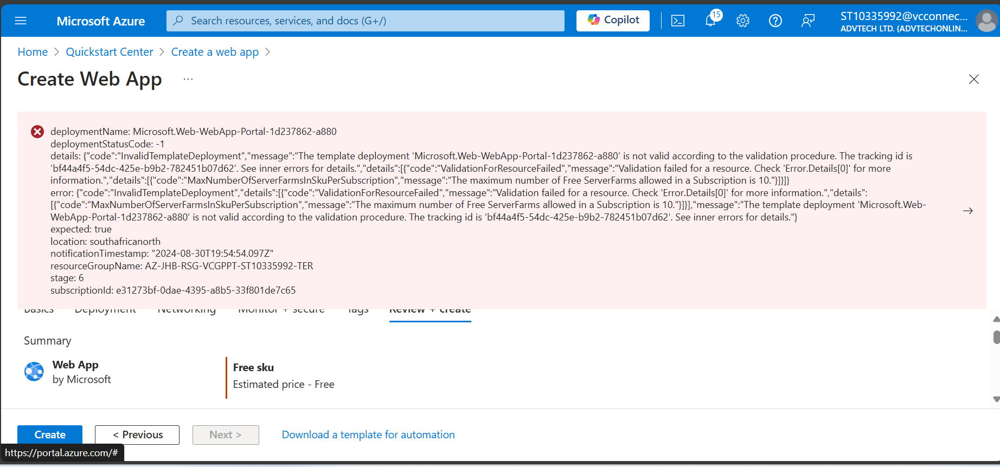 Microsoft Azure
Search resources, services, and docs (G+/)
Copilot
15
ST10335992@vcconnec...
ADVTECH LTD. (ADVTECHONLIN...
Home > Quickstart Center > Create a web app >
Create Web App ...
deploymentName: Microsoft.Web-WebApp-Portal-1d237862-a880
deploymentStatusCode: -1
details: {"code":"InvalidTemplateDeployment","message":"The template deployment 'Microsoft.Web-WebApp-Portal-1d237862-a880' is not valid according to the validation procedure. The tracking id is
'bf44a4f5-54dc-425e-b9b2-782451b07d62'. See inner errors for details.","details":[{"code":"ValidationForResourceFailed","message":"Validation failed for a resource. Check 'Error.Details[0]' for more
information.","details":[{"code":"MaxNumberOfServerFarmsInSkuPerSubscription","message":"The maximum number of Free ServerFarms allowed in a Subscription is 10."}]}]}
error: {"code":"InvalidTemplateDeployment","details":[{"code":"ValidationForResourceFailed","message":"Validation failed for a resource. Check 'Error.Details[0]' for more information.","details":
[{"code":"MaxNumberOfServerFarmsInSkuPerSubscription","message":"The maximum number of Free ServerFarms allowed in a Subscription is 10."}]}],"message":"The template deployment 'Microsoft.Web-
WebApp-Portal-1d237862-a880' is not valid according to the validation procedure. The tracking id is 'bf44a4f5-54dc-425e-b9b2-782451b07d62'. See inner errors for details."}
expected: true
location: southafricanorth
notificationTimestamp: "2024-08-30T19:54:54.097Z"
resourceGroupName: AZ-JHB-RSG-VCGPPT-ST10335992-TER
stage: 6
subscriptionId: e31273bf-0dae-4395-a8b5-33f801de7c65
Basics Deployment Networking Monitor + secure Tags Review + create
Summary
Web App
by Microsoft
Free sku
Estimated price - Free
Create
< Previous
Next >
Download a template for automation
https://portal.azure.com/#